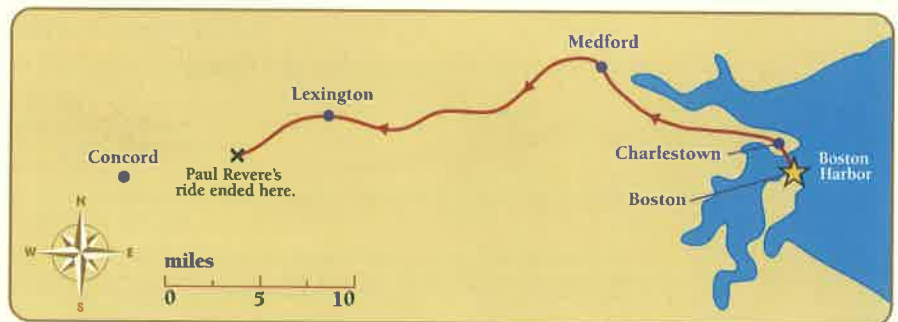 Medford
Lexington
Charlestown
Concord
Boston
Harbor
Paul Revere's
ride ended here.
Boston
N
W
E
S
miles
0 5 10